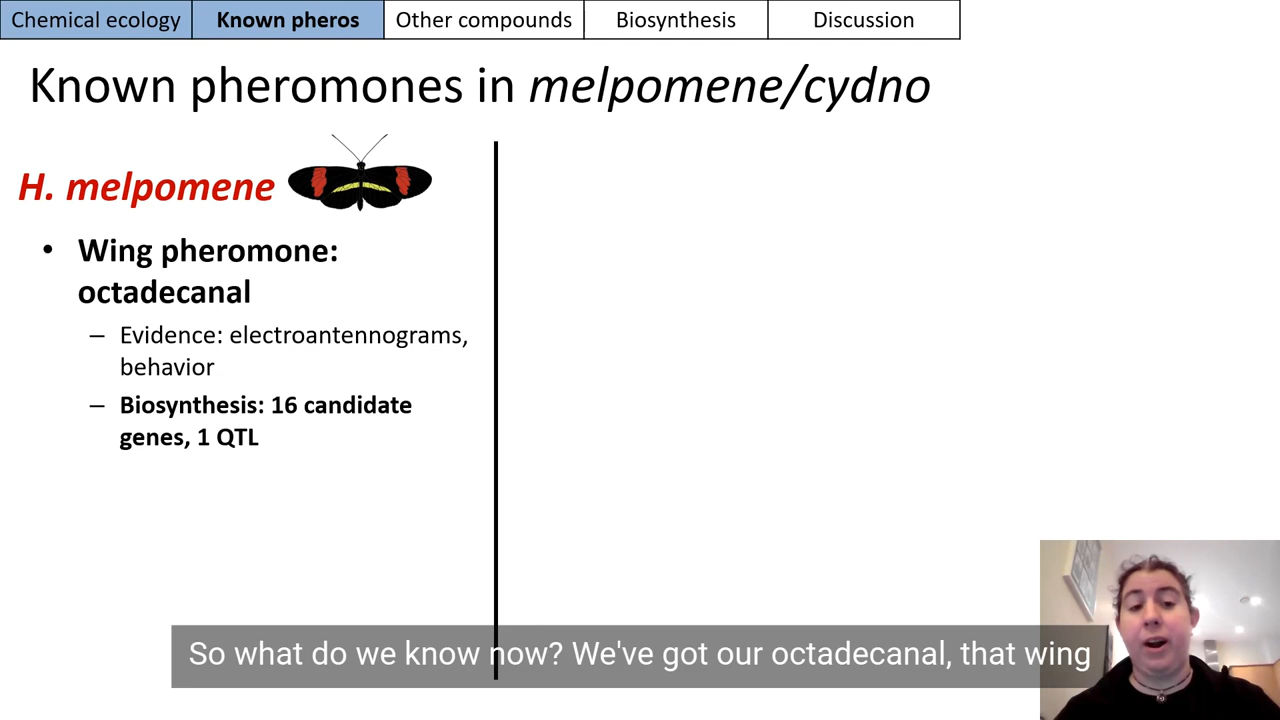 Chemical ecology Known pheros Other compounds Biosynthesis Discussion
Known pheromones in melpomene/cydno
H. melpomene
• Wing pheromone:
octadecanal
– Evidence: electroantennograms,
behavior
– Biosynthesis: 16 candidate
genes, 1 QTL
So what do we know now? We've got our octadecanal, that wing